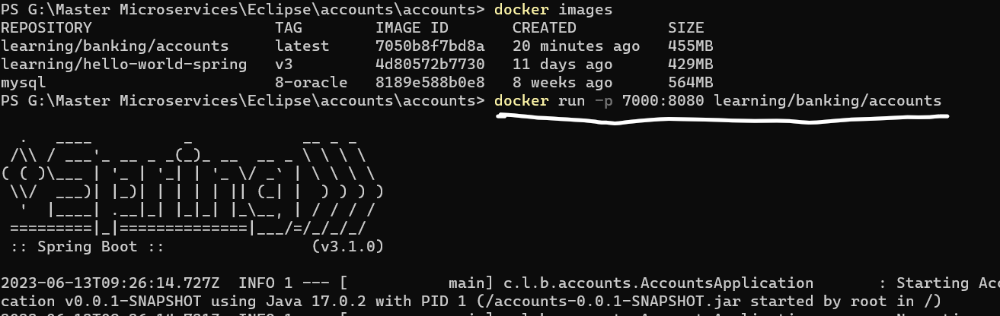 PS G:\Master Microservices\Eclipse\accounts\accounts> docker images
REPOSITORY                    TAG        IMAGE ID       CREATED          SIZE
learning/banking/accounts     latest     7050b8f7bd8a   20 minutes ago   455MB
learning/hello-world-spring   v3         4d80572b7730   11 days ago      429MB
mysql                         8-oracle   8189e588b0e8   8 weeks ago      564MB
PS G:\Master Microservices\Eclipse\accounts\accounts> docker run -p 7000:8080 learning/banking/accounts
  .   ____          _            __ _ _
 /\\ / ___'_ __ _ _(_)_ __  __ _ \ \ \ \
( ( )\___ | '_ | '_| | '_ \/ _` | \ \ \ \
 \\/  ___)| |_)| | | | | || (_| |  ) ) ) )
  '  |____| .__|_| |_|_| |_\__, | / / / /
 =========|_|==============|___/=/_/_/_/
 :: Spring Boot ::                (v3.1.0)
2023-06-13T09:26:14.727Z  INFO 1 --- [           main] c.l.b.accounts.AccountsApplication       : Starting Acc
cation v0.0.1-SNAPSHOT using Java 17.0.2 with PID 1 (/accounts-0.0.1-SNAPSHOT.jar started by root in /)